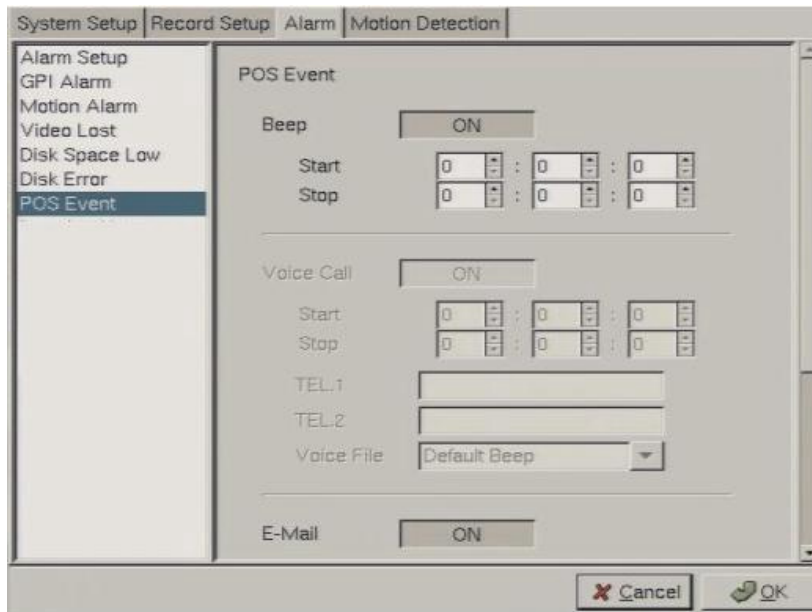 System Setup Record Setup Alarm Motion Detection
Alarm Setup
GPI Alarm
Motion Alarm
Video Lost
Disk Space Low
Disk Error
POS Event
POS Event
Beep ON
Start 0 : 0 : 0
Stop 0 : 0 : 0
Voice Call ON
Start 0 : 0 : 0
Stop 0 : 0 : 0
TEL.1
TEL.2
Voice File Default Beep
E-Mail ON
Cancel OK